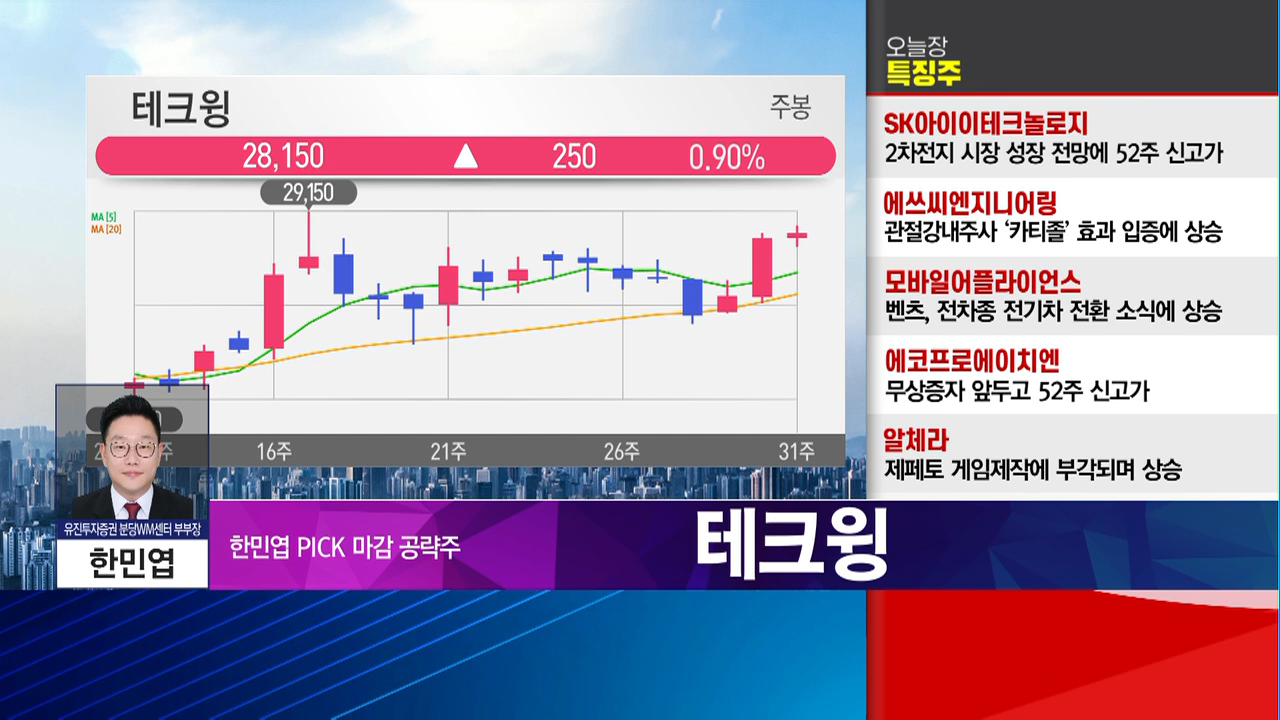 테크윙
주봉
28,150 ▲ 250 0.90%
29,150
MA [5]
MA [20]
16주 21주 26주 31주
유진투자증권 분당WM센터 부부장
한민엽
한민엽 PICK 마감 공략주
테크윙
오늘장
특징주
SK아이이테크놀로지
2차전지 시장 성장 전망에 52주 신고가
에쓰씨엔지니어링
관절강내주사 '카티졸' 효과 입증에 상승
모바일어플라이언스
벤츠, 전차종 전기차 전환 소식에 상승
에코프로에이치엔
무상증자 앞두고 52주 신고가
알체라
제페토 게임제작에 부각되며 상승